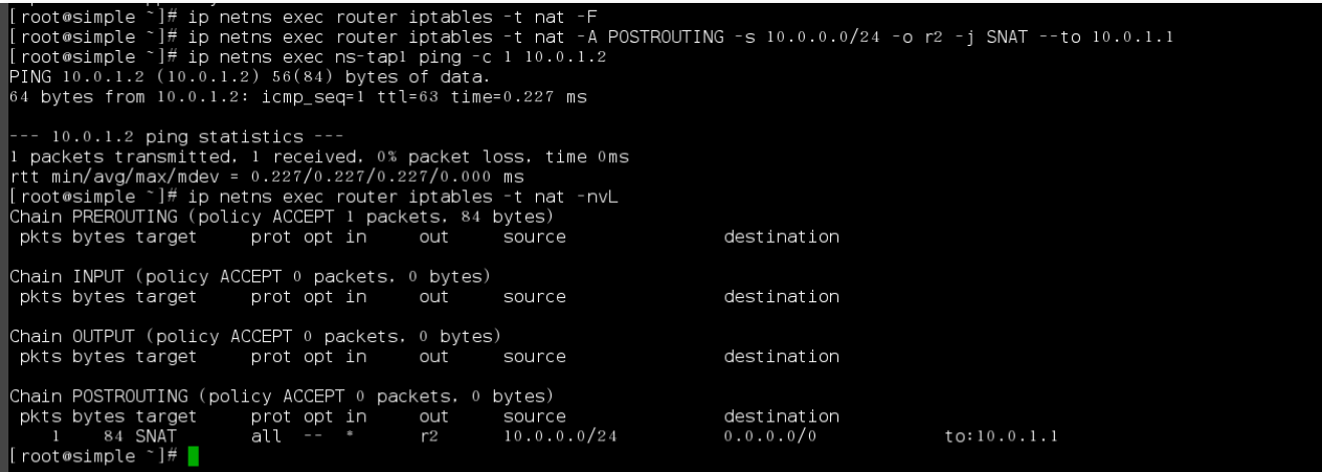 [root@simple ~]# ip netns exec router iptables -t nat -F
[root@simple ~]# ip netns exec router iptables -t nat -A POSTROUTING -s 10.0.0.0/24 -o r2 -j SNAT --to 10.0.1.1
[root@simple ~]# ip netns exec ns-tap1 ping -c 1 10.0.1.2
PING 10.0.1.2 (10.0.1.2) 56(84) bytes of data.
64 bytes from 10.0.1.2: icmp_seq=1 ttl=63 time=0.227 ms

--- 10.0.1.2 ping statistics ---
1 packets transmitted, 1 received, 0% packet loss, time 0ms
rtt min/avg/max/mdev = 0.227/0.227/0.227/0.000 ms
[root@simple ~]# ip netns exec router iptables -t nat -nvL
Chain PREROUTING (policy ACCEPT 1 packets, 84 bytes)
 pkts bytes target     prot opt in     out     source               destination

Chain INPUT (policy ACCEPT 0 packets, 0 bytes)
 pkts bytes target     prot opt in     out     source               destination

Chain OUTPUT (policy ACCEPT 0 packets, 0 bytes)
 pkts bytes target     prot opt in     out     source               destination

Chain POSTROUTING (policy ACCEPT 0 packets, 0 bytes)
 pkts bytes target     prot opt in     out     source               destination
    1    84 SNAT       all  --  *      r2      10.0.0.0/24          0.0.0.0/0            to:10.0.1.1
[root@simple ~]#